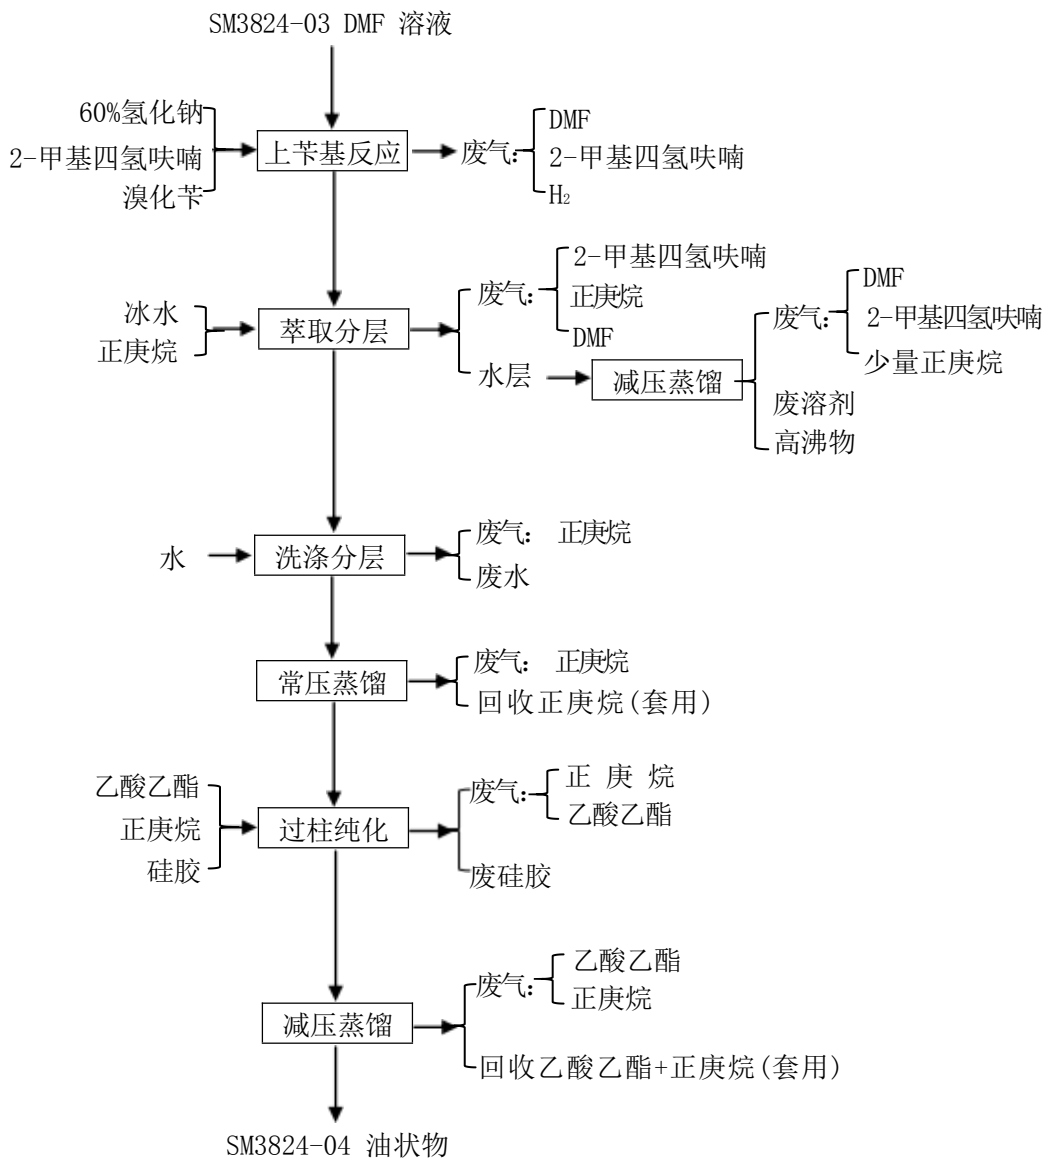 SM3824-03 DMF 溶液
60%氢化钠
2-甲基四氢呋喃
溴化苄
上苄基反应
废气:
DMF
2-甲基四氢呋喃
H₂
冰水
正庚烷
萃取分层
废气:
2-甲基四氢呋喃
正庚烷
DMF
水层
减压蒸馏
废气:
DMF
2-甲基四氢呋喃
少量正庚烷
废溶剂
高沸物
水
洗涤分层
废气: 正庚烷
废水
常压蒸馏
废气: 正庚烷
回收正庚烷(套用)
乙酸乙酯
正庚烷
硅胶
过柱纯化
废气:
正 庚 烷
乙酸乙酯
废硅胶
减压蒸馏
废气:
乙酸乙酯
正庚烷
回收乙酸乙酯+正庚烷(套用)
SM3824-04 油状物